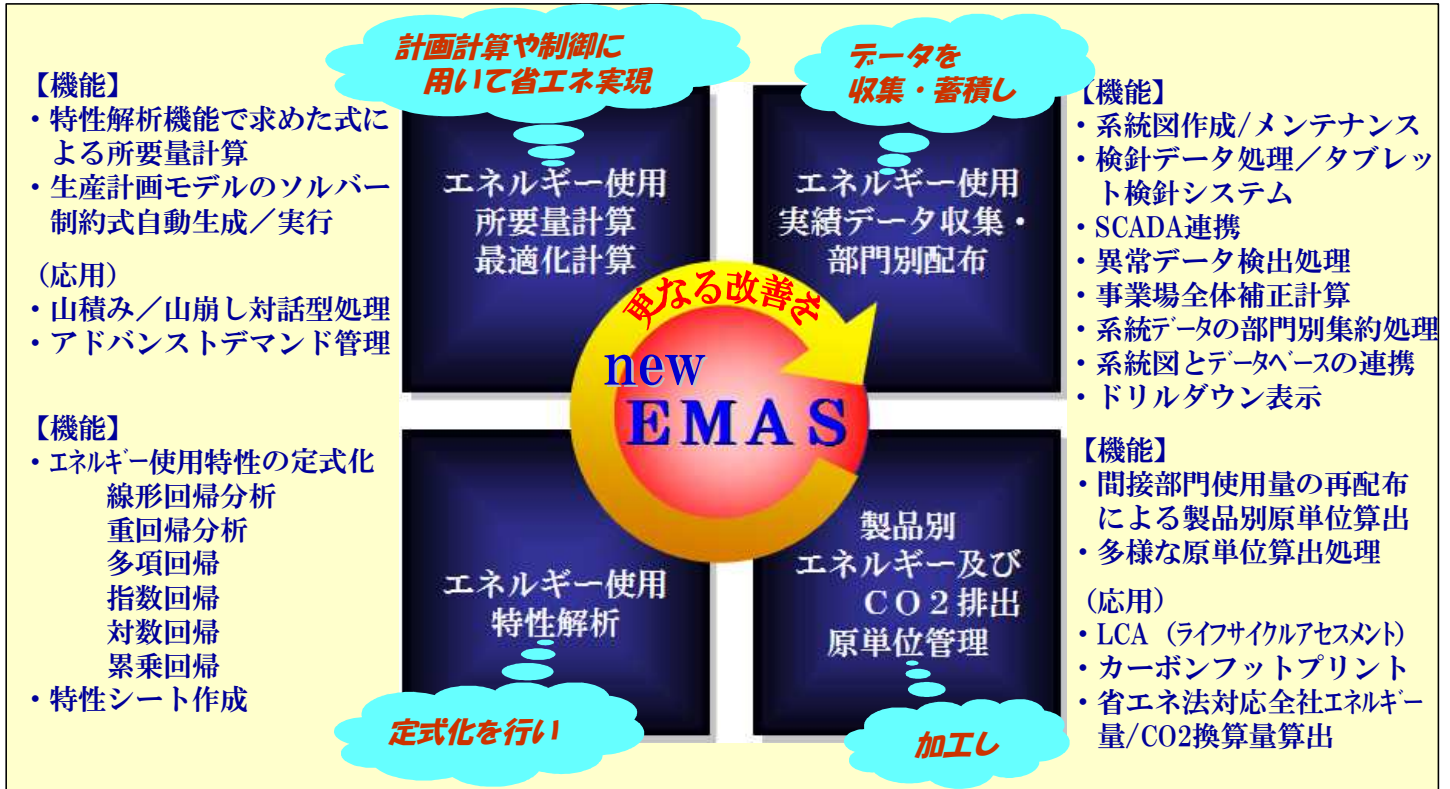 計画計算や制御に
用いて省エネ実現
データを
収集・蓄積し
【機能】
・特性解析機能で求めた式に
よる所要量計算
・生産計画モデルのソルバー
制約式自動生成／実行
（応用）
・山積み／山崩し対話型処理
・アドバンストデマンド管理
エネルギー使用
所要量計算
最適化計算
エネルギー使用
実績データ収集・
部門別配布
【機能】
・系統図作成/メンテナンス
・検針データ処理／タブレッ
ト検針システム
・SCADA連携
・異常データ検出処理
・事業場全体補正計算
・系統データの部門別集約処理
・系統図とデータベースの連携
・ドリルダウン表示
更なる改善を
new
EMAS
【機能】
・エネルギー使用特性の定式化
線形回帰分析
重回帰分析
多項回帰
指数回帰
対数回帰
累乗回帰
・特性シート作成
エネルギー使用
特性解析
定式化を行い
製品別
エネルギー及び
ＣＯ２排出
原単位管理
加工し
【機能】
・間接部門使用量の再配布
による製品別原単位算出
・多様な原単位算出処理
（応用）
・LCA（ライフサイクルアセスメント）
・カーボンフットプリント
・省エネ法対応全社エネルギー
量/CO2換算量算出